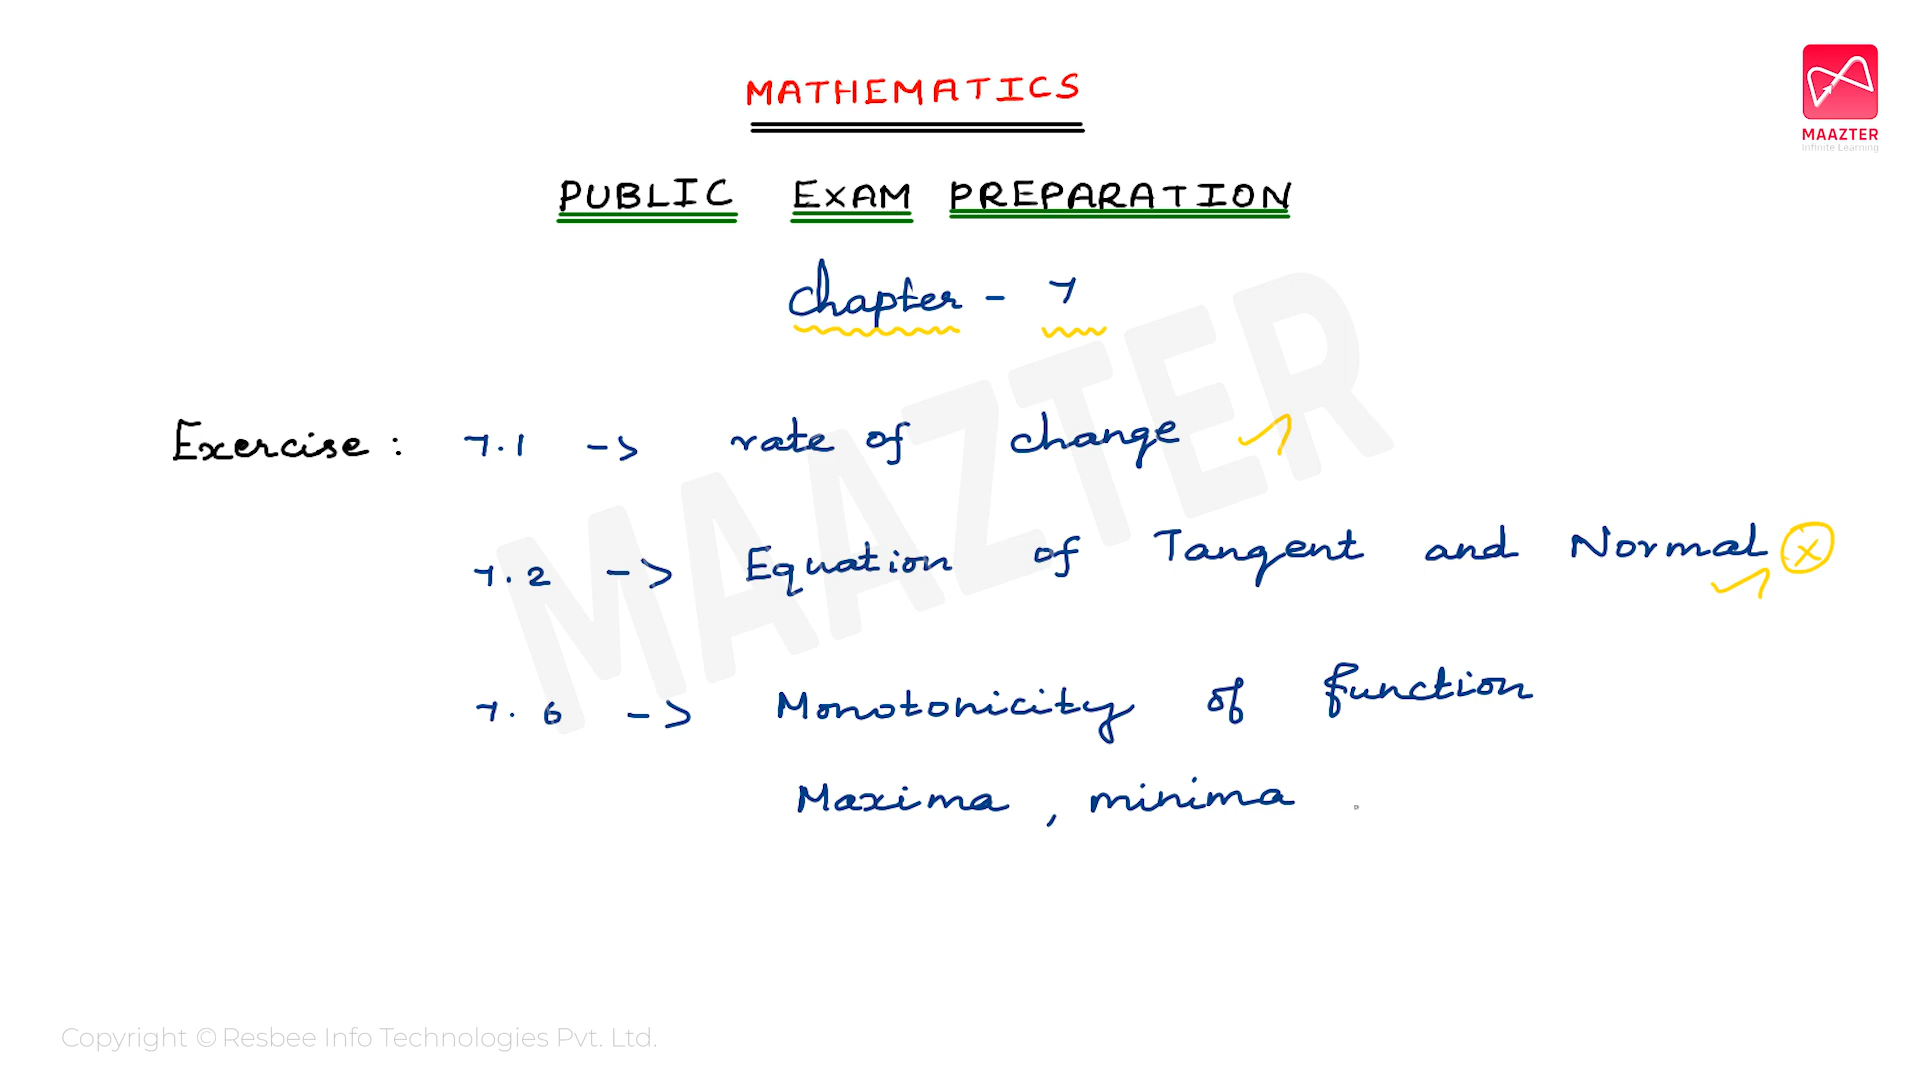 MATHEMATICS
MAAZTER
Infinite Learning
PUBLIC EXAM PREPARATION
Chapter - 7
MAAZTER
Exercise : 7.1 -> rate of change
7.2 -> Equation of Tangent and Normal x
7.6 -> Monotonicity of function
Maxima , minima
Copyright © Resbee Info Technologies Pvt. Ltd.